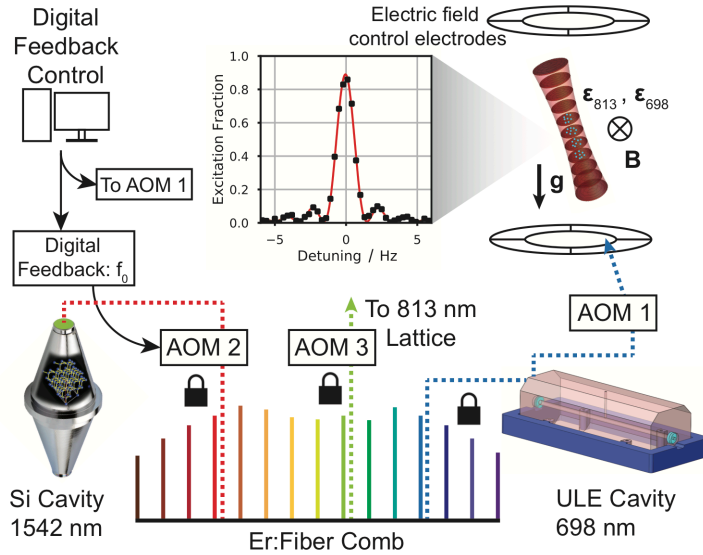 Digital
Feedback
Control
To AOM 1
Digital
Feedback: f₀
AOM 2
Si Cavity
1542 nm
Electric field
control electrodes
Excitation Fraction
1.0
0.8
0.6
0.4
0.2
0.0
−5
0
5
Detuning / Hz
ε₈₁₃ , ε₆₉₈
B
g
AOM 1
To 813 nm
Lattice
AOM 3
Er:Fiber Comb
ULE Cavity
698 nm